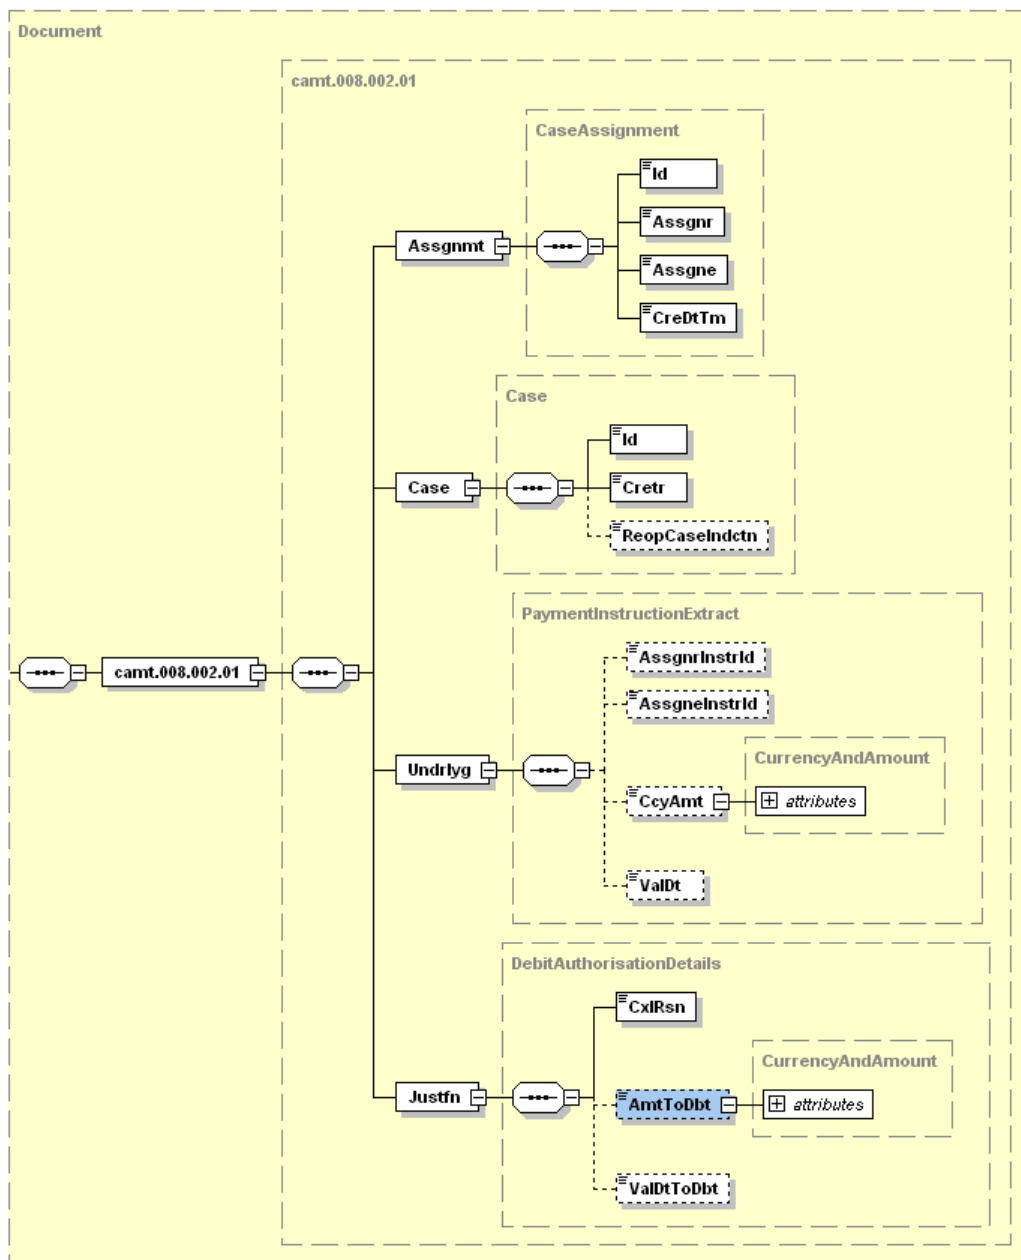 Document
camt.008.002.01
CaseAssignment
Id
Assgnr
Assgnmt
Assgne
CreDtTm
Case
Id
Case
Cretr
ReopCaseIndctn
PaymentInstructionExtract
AssgnrInstrId
camt.008.002.01
AssgneInstrId
CurrencyAndAmount
Undrlyg
CcyAmt
attributes
ValDt
DebitAuthorisationDetails
CxlRsn
CurrencyAndAmount
Justfn
AmtToDbt
attributes
ValDtToDbt